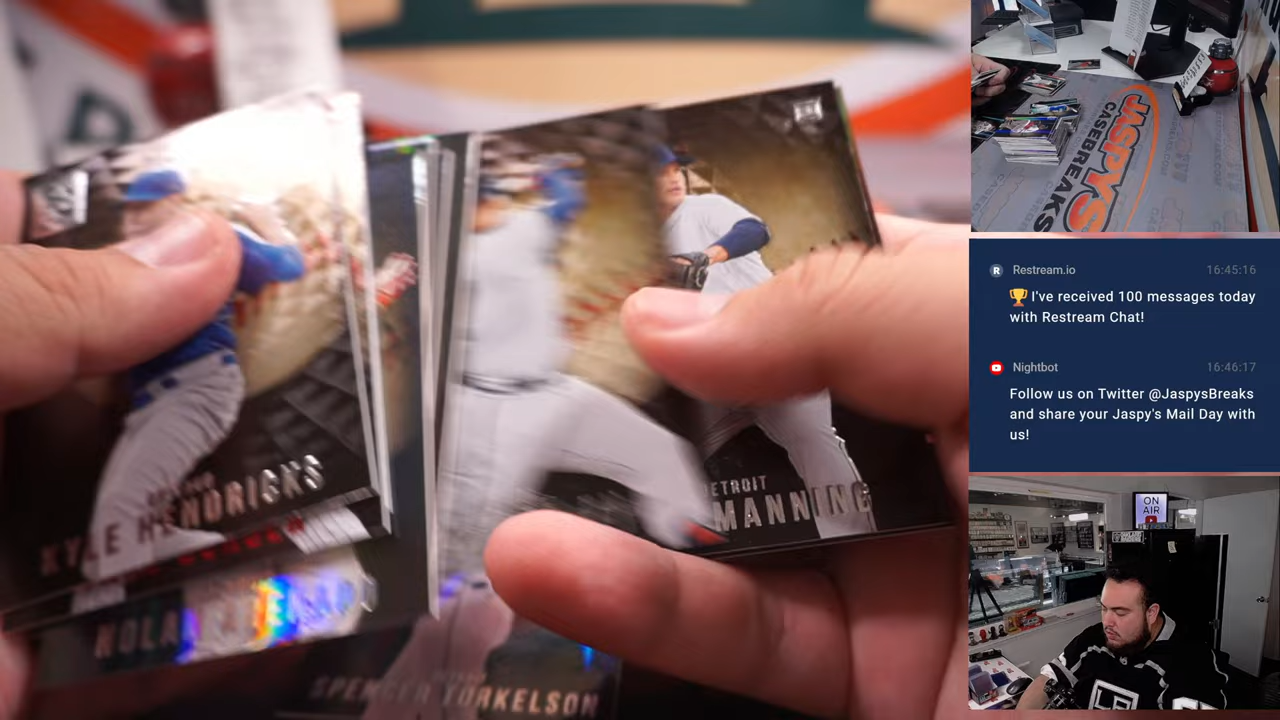 KYLE HENDRICKS
NOLA
SPENCER TORKELSON
DETROIT
MANNING
JASPYS
CASEBREAKS
Restream.io 16:45:16
🏆 I've received 100 messages today
with Restream Chat!
Nightbot 16:46:17
Follow us on Twitter @JaspysBreaks
and share your Jaspy's Mail Day with
us!
ON
AIR